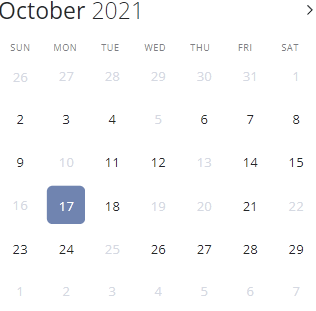 October 2021
SUN MON TUE WED THU FRI SAT
26 27 28 29 30 31 1
2 3 4 5 6 7 8
9 10 11 12 13 14 15
16 17 18 19 20 21 22
23 24 25 26 27 28 29
1 2 3 4 5 6 7